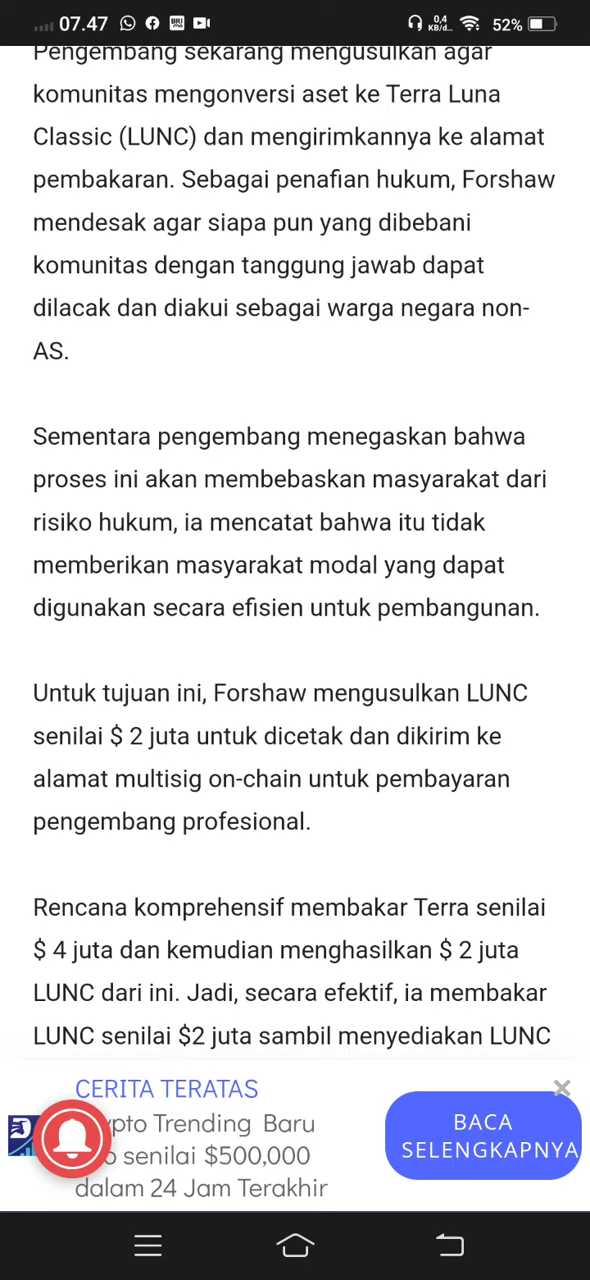 07.47
0,4
KB/d...
52%
Pengembang sekarang mengusulkan agar
komunitas mengonversi aset ke Terra Luna
Classic (LUNC) dan mengirimkannya ke alamat
pembakaran. Sebagai penafian hukum, Forshaw
mendesak agar siapa pun yang dibebani
komunitas dengan tanggung jawab dapat
dilacak dan diakui sebagai warga negara non-
AS.
Sementara pengembang menegaskan bahwa
proses ini akan membebaskan masyarakat dari
risiko hukum, ia mencatat bahwa itu tidak
memberikan masyarakat modal yang dapat
digunakan secara efisien untuk pembangunan.
Untuk tujuan ini, Forshaw mengusulkan LUNC
senilai $ 2 juta untuk dicetak dan dikirim ke
alamat multisig on-chain untuk pembayaran
pengembang profesional.
Rencana komprehensif membakar Terra senilai
$ 4 juta dan kemudian menghasilkan $ 2 juta
LUNC dari ini. Jadi, secara efektif, ia membakar
LUNC senilai $2 juta sambil menyediakan LUNC
CERITA TERATAS
ypto Trending Baru
o senilai $500,000
dalam 24 Jam Terakhir
BACA
SELENGKAPNYA